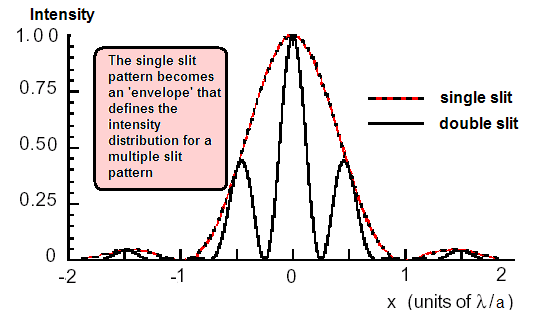 Intensity
1.00
The single slit
pattern becomes
an 'envelope' that
defines the
intensity
distribution for a
multiple slit
pattern
0.75
0.50
0.25
0
single slit
double slit
-2 -1 0 1 2
x (units of λ/a)